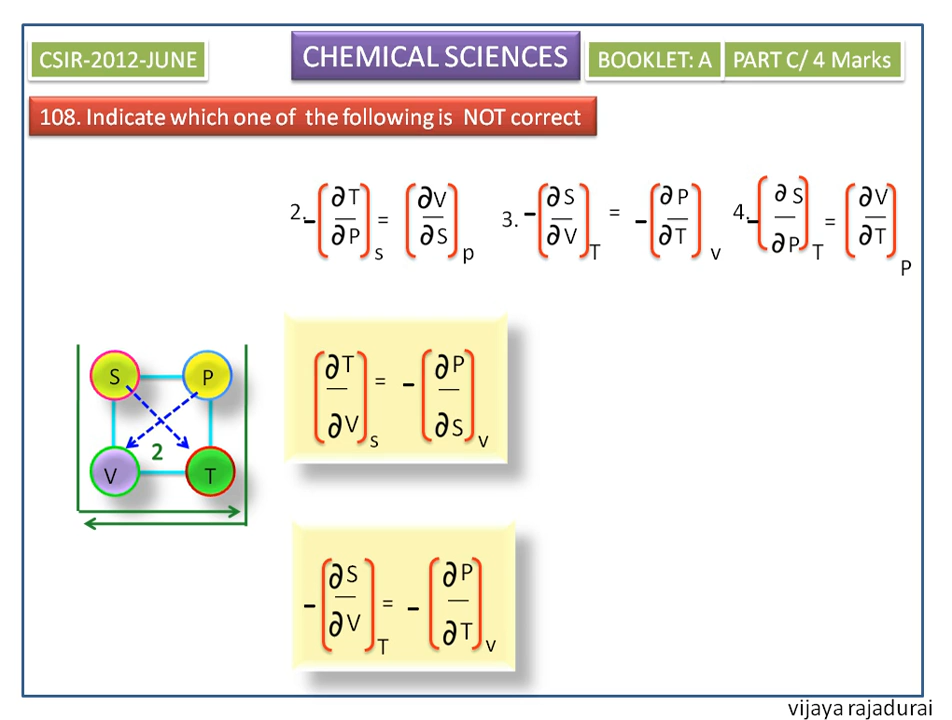 CSIR-2012-JUNE CHEMICAL SCIENCES BOOKLET: A PART C/ 4 Marks
108. Indicate which one of the following is NOT correct
2. -(∂T/∂P)s = (∂V/∂S)p 3. -(∂S/∂V)T = -(∂P/∂T)v 4. -(∂S/∂P)T = (∂V/∂T)P
(∂T/∂V)s = -(∂P/∂S)v
S P
2
V T
-(∂S/∂V)T = -(∂P/∂T)v
vijaya rajadurai